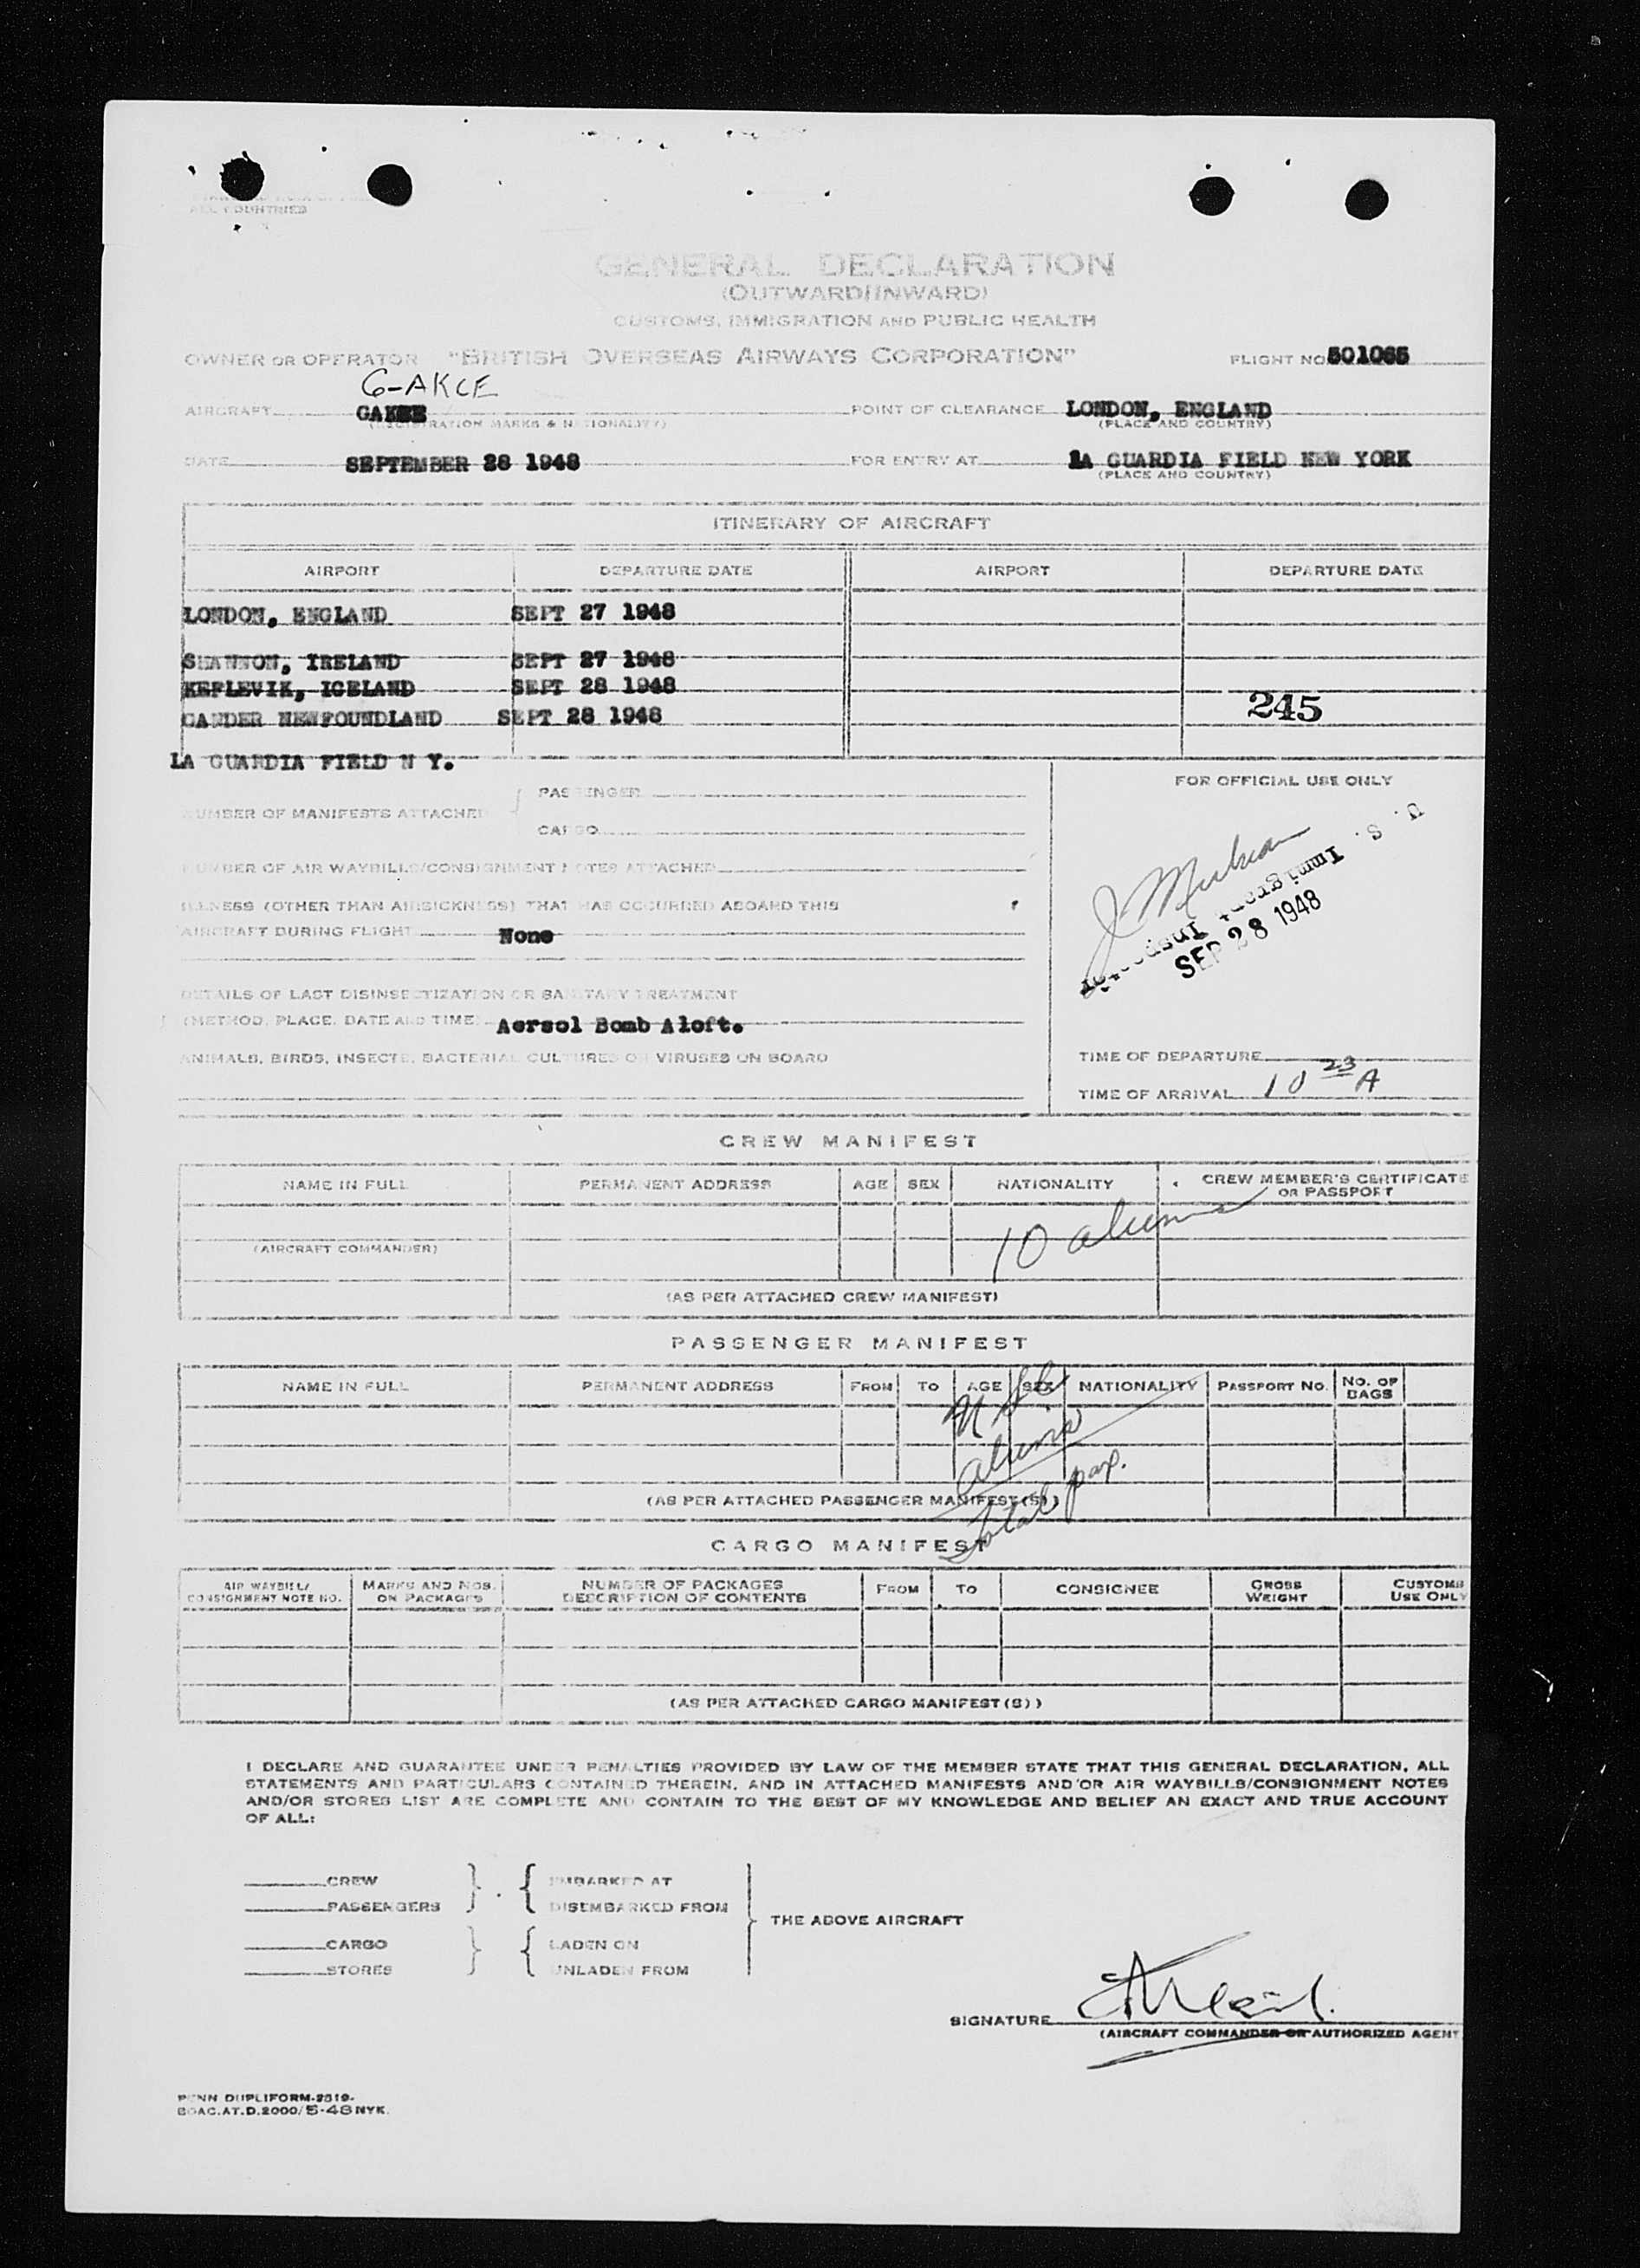 ALL COUNTRIES
GENERAL DECLARATION
(OUTWARD/INWARD)
CUSTOMS, IMMIGRATION AND PUBLIC HEALTH
OWNER OR OPERATOR "BRITISH OVERSEAS AIRWAYS CORPORATION" FLIGHT NO 501065
G-AKCE
AIRCRAFT POINT OF CLEARANCE LONDON, ENGLAND
(REGISTRATION MARKS & NATIONALITY) (PLACE AND COUNTRY)
DATE SEPTEMBER 28 1948 FOR ENTRY AT LA GUARDIA FIELD NEW YORK
(PLACE AND COUNTRY)
ITINERARY OF AIRCRAFT
AIRPORT DEPARTURE DATE AIRPORT DEPARTURE DATE
LONDON, ENGLAND SEPT 27 1948
SHANNON, IRELAND SEPT 27 1948
KEFLEVIK, ICELAND SEPT 28 1948
GANDER NEWFOUNDLAND SEPT 28 1948 245
LA GUARDIA FIELD N Y.
FOR OFFICIAL USE ONLY
PASSENGER
NUMBER OF MANIFESTS ATTACHED
CARGO
U. S. Immigrant Inspector
SEP 28 1948
NUMBER OF AIR WAYBILLS/CONSIGNMENT NOTES ATTACHED
ILLNESS (OTHER THAN AIRSICKNESS) THAT HAS OCCURRED ABOARD THIS
AIRCRAFT DURING FLIGHT None
DETAILS OF LAST DISINSECTIZATION OR SANITARY TREATMENT
(METHOD, PLACE, DATE AND TIME) Aersol Bomb Aloft.
ANIMALS, BIRDS, INSECTS, BACTERIAL CULTURES OR VIRUSES ON BOARD
TIME OF DEPARTURE
TIME OF ARRIVAL 10 23 A
CREW MANIFEST
NAME IN FULL PERMANENT ADDRESS AGE SEX NATIONALITY CREW MEMBER'S CERTIFICATE
OR PASSPORT
10 aliens
(AIRCRAFT COMMANDER)
(AS PER ATTACHED CREW MANIFEST)
PASSENGER MANIFEST
NAME IN FULL PERMANENT ADDRESS FROM TO AGE SEX NATIONALITY PASSPORT NO. NO. OF
BAGS
aliens
Total pax.
(AS PER ATTACHED PASSENGER MANIFEST(S))
CARGO MANIFEST
AIR WAYBILL/
CONSIGNMENT NOTE NO. MARKS AND NOS.
ON PACKAGES NUMBER OF PACKAGES
DESCRIPTION OF CONTENTS FROM TO CONSIGNEE GROSS
WEIGHT CUSTOMS
USE ONLY
(AS PER ATTACHED CARGO MANIFEST(S))
I DECLARE AND GUARANTEE UNDER PENALTIES PROVIDED BY LAW OF THE MEMBER STATE THAT THIS GENERAL DECLARATION, ALL
STATEMENTS AND PARTICULARS CONTAINED THEREIN, AND IN ATTACHED MANIFESTS AND/OR AIR WAYBILLS/CONSIGNMENT NOTES
AND/OR STORES LIST ARE COMPLETE AND CONTAIN TO THE BEST OF MY KNOWLEDGE AND BELIEF AN EXACT AND TRUE ACCOUNT
OF ALL:
CREW EMBARKED AT
PASSENGERS DISEMBARKED FROM
THE ABOVE AIRCRAFT
CARGO LADEN ON
STORES UNLADEN FROM
SIGNATURE
(AIRCRAFT COMMANDER OR AUTHORIZED AGENT
PENN DUPLIFORM-2519-
BOAC.AT.D.2000/5-48 NYK.